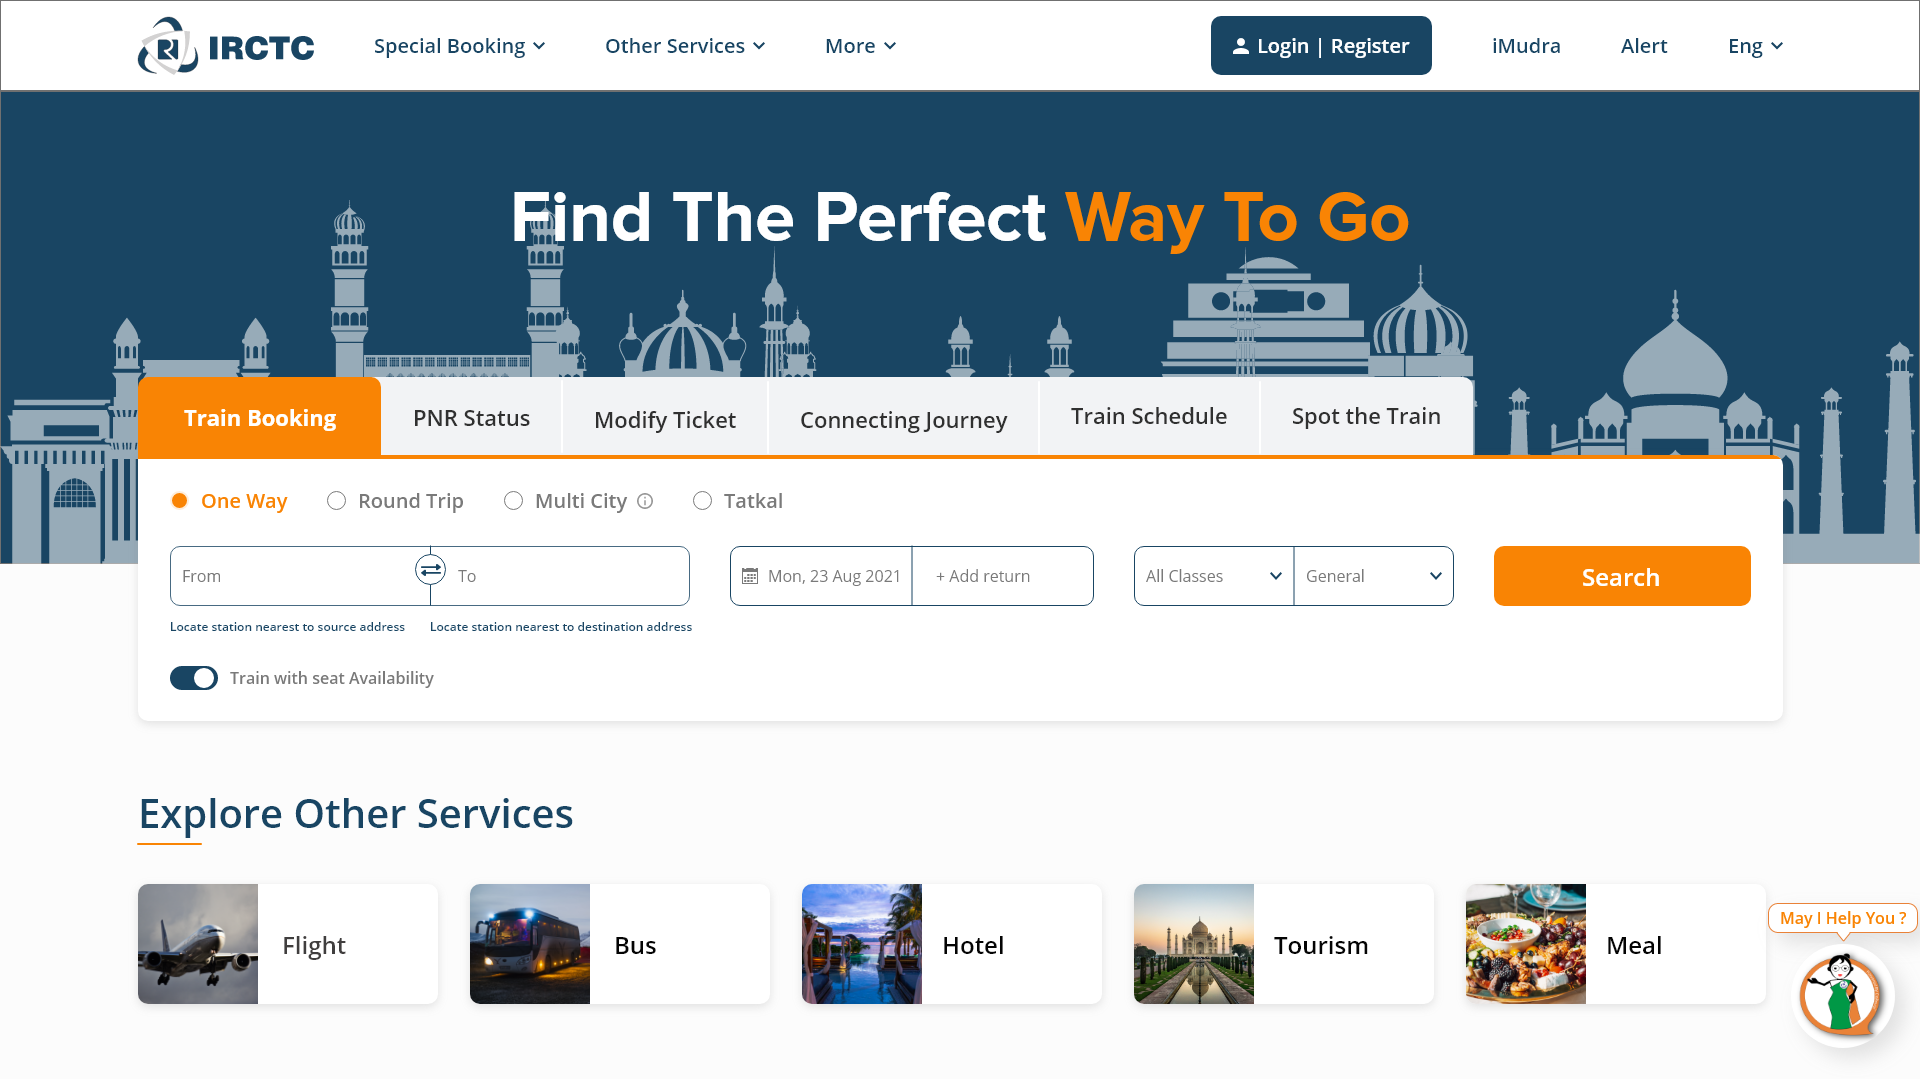 IRCTC
Special Booking
Other Services
More
Login | Register
iMudra
Alert
Eng
Find The Perfect Way To Go
Train Booking
PNR Status
Modify Ticket
Connecting Journey
Train Schedule
Spot the Train
One Way
Round Trip
Multi City
Tatkal
From
To
Mon, 23 Aug 2021
+ Add return
All Classes
General
Search
Locate station nearest to source address
Locate station nearest to destination address
Train with seat Availability
Explore Other Services
Flight
Bus
Hotel
Tourism
Meal
May I Help You ?